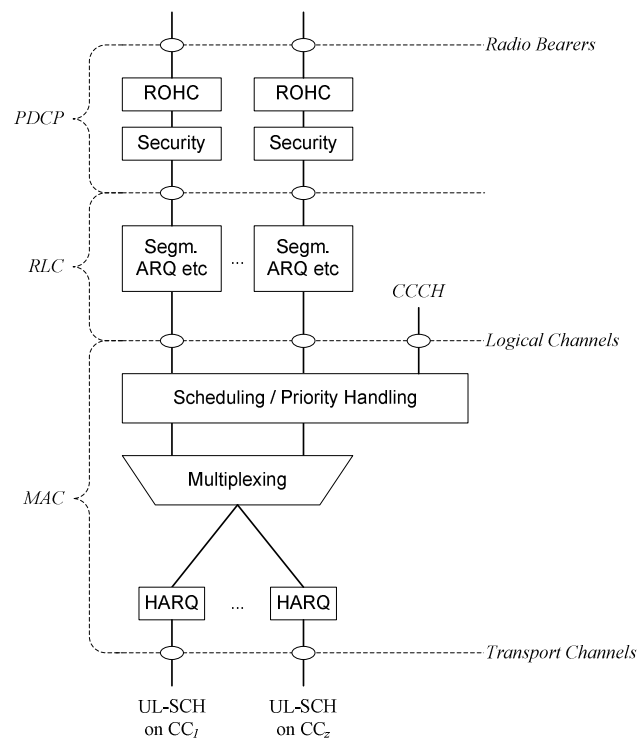 Radio Bearers
ROHC
ROHC
PDCP
Security
Security
Segm.
ARQ etc
...
Segm.
ARQ etc
RLC
CCCH
Logical Channels
Scheduling / Priority Handling
Multiplexing
MAC
HARQ
...
HARQ
Transport Channels
UL-SCH
on CC1
UL-SCH
on CCz